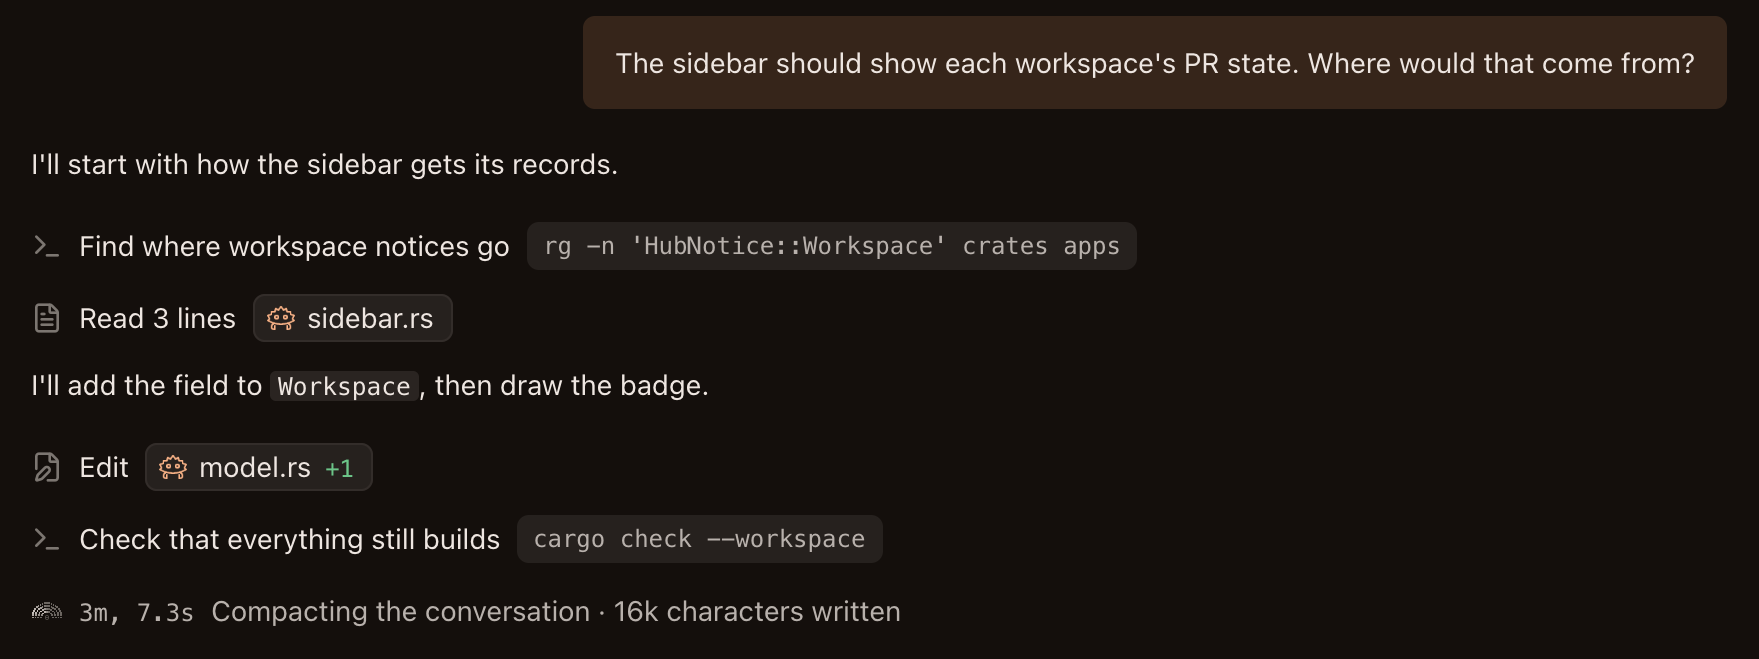 The sidebar should show each workspace's PR state. Where would that come from?
I'll start with how the sidebar gets its records.
Find where workspace notices go rg -n 'HubNotice::Workspace' crates apps
Read 3 lines sidebar.rs
I'll add the field to Workspace, then draw the badge.
Edit model.rs +1
Check that everything still builds cargo check --workspace
3m, 7.3s Compacting the conversation · 16k characters written